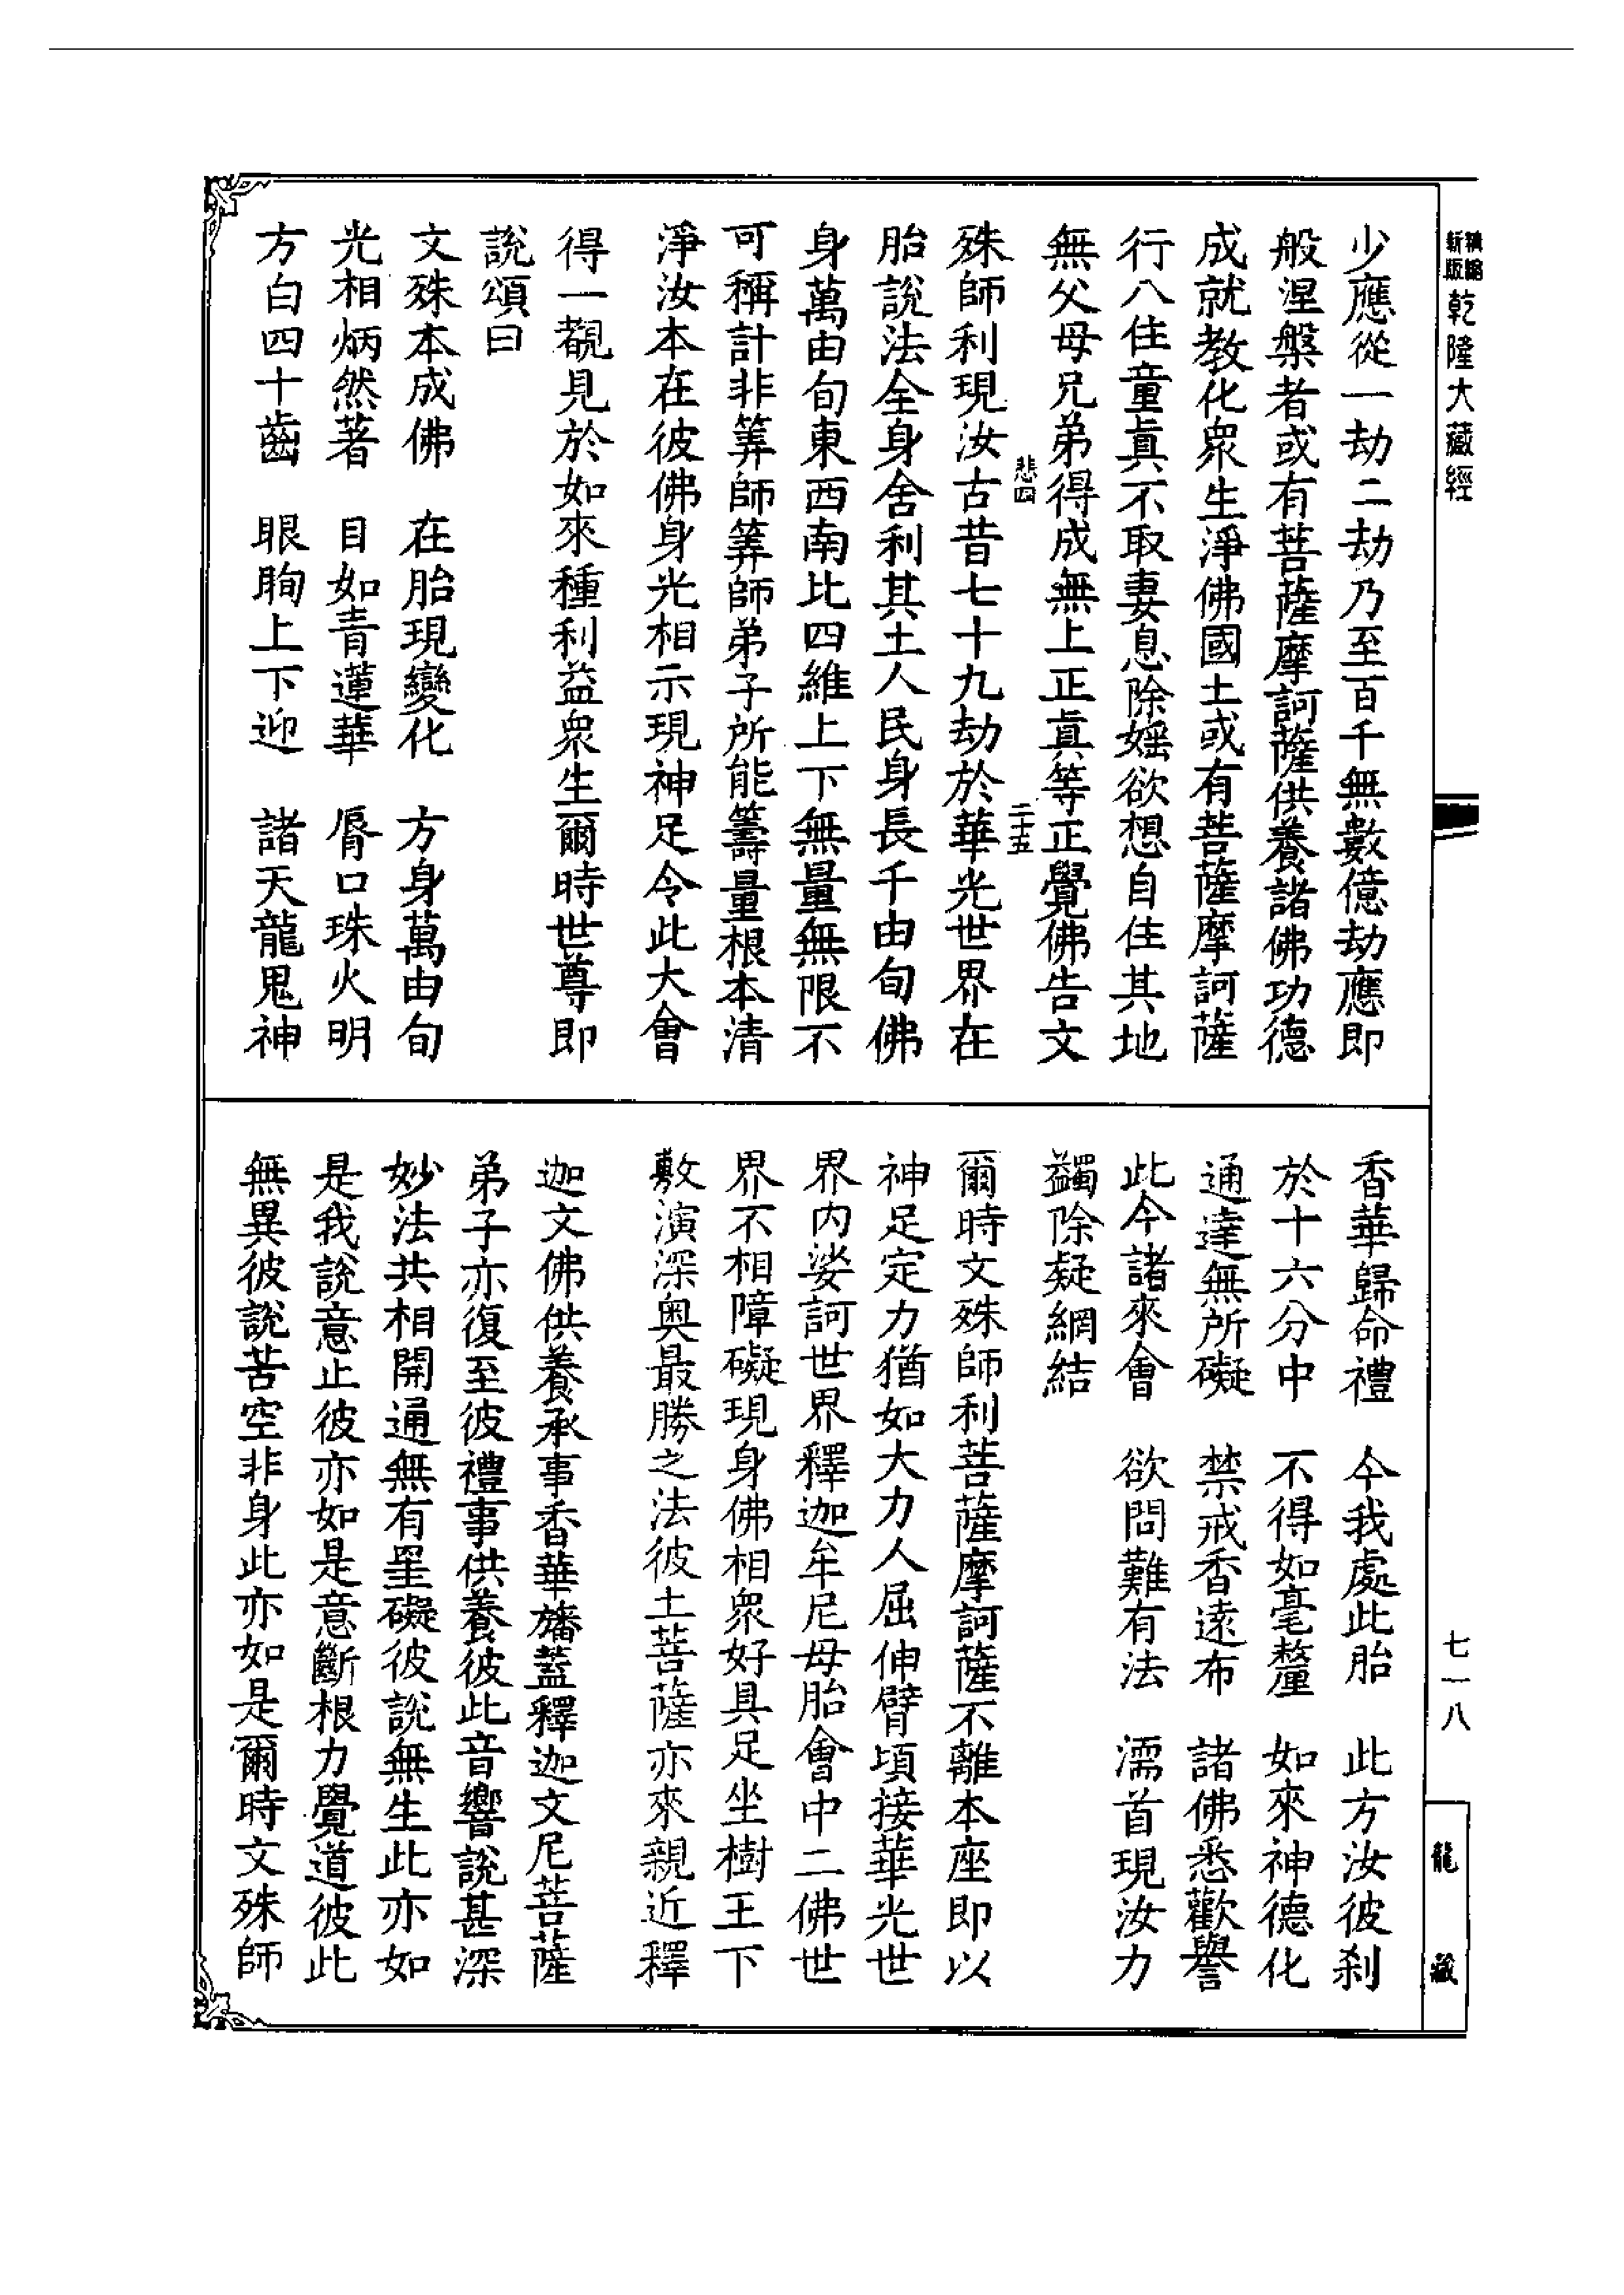 精縮新版乾隆大藏經
少應從一劫二劫乃至百千無數億劫應即
般涅槃者或有菩薩摩訶薩供養諸佛功德
成就教化衆生淨佛國土或有菩薩摩訶薩
行八住童眞不取妻息除婬欲想自住其地
無父母兄弟得成無上正眞等正覺佛告文
悲四 二十五
殊師利現汝古昔七十九劫於華光世界在
胎說法全身舍利其土人民身長千由旬佛
身萬由旬東西南比四維上下無量無限不
可稱計非筭師筭師弟子所能籌量根本清
淨汝本在彼佛身光相示現神足令此大會
得一覩見於如來種利益衆生爾時世尊即
說頌曰
文殊本成佛 在胎現變化 方身萬由旬
光相炳然著 目如青蓮華 脣口珠火明
方白四十齒 眼眴上下迎 諸天龍鬼神
香華歸命禮 今我處此胎 此方汝彼刹
於十六分中 不得如毫釐 如來神德化
通達無所礙 禁戒香遠布 諸佛悉歡譽
此今諸來會 欲問難有法 濡首現汝力
蠲除疑網結
爾時文殊師利菩薩摩訶薩不離本座即以
神足定力猶如大力人屈伸臂頃接華光世
界内娑訶世界釋迦牟尼母胎會中二佛世
界不相障礙現身佛相衆好具足坐樹王下
敷演深奥最勝之法彼土菩薩亦來親近釋
迦文佛供養承事香華旛蓋釋迦文尼菩薩
弟子亦復至彼禮事供養彼此音響說甚深
妙法共相開通無有罣礙彼說無生此亦如
是我說意止彼亦如是意斷根力覺道彼此
無異彼說苦空非身此亦如是爾時文殊師
七一八
龍藏